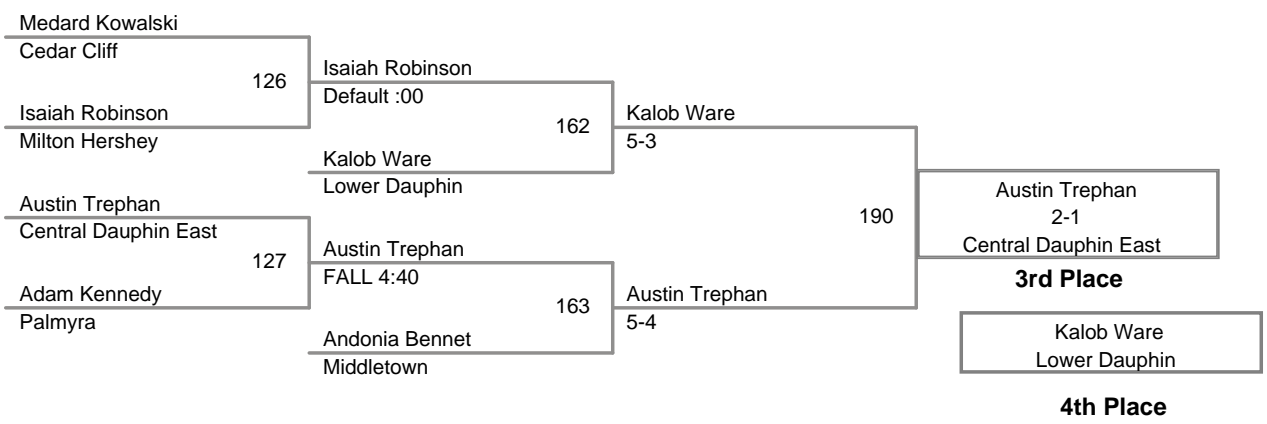 Medard Kowalski
Cedar Cliff
126
Isaiah Robinson
Milton Hershey
Austin Trephan
Central Dauphin East
127
Adam Kennedy
Palmyra
Isaiah Robinson
Default :00
162
Kalob Ware
Lower Dauphin
Austin Trephan
FALL 4:40
163
Andonia Bennet
Middletown
Kalob Ware
5-3
190
Austin Trephan
5-4
Austin Trephan
2-1
Central Dauphin East
3rd Place
Kalob Ware
Lower Dauphin
4th Place